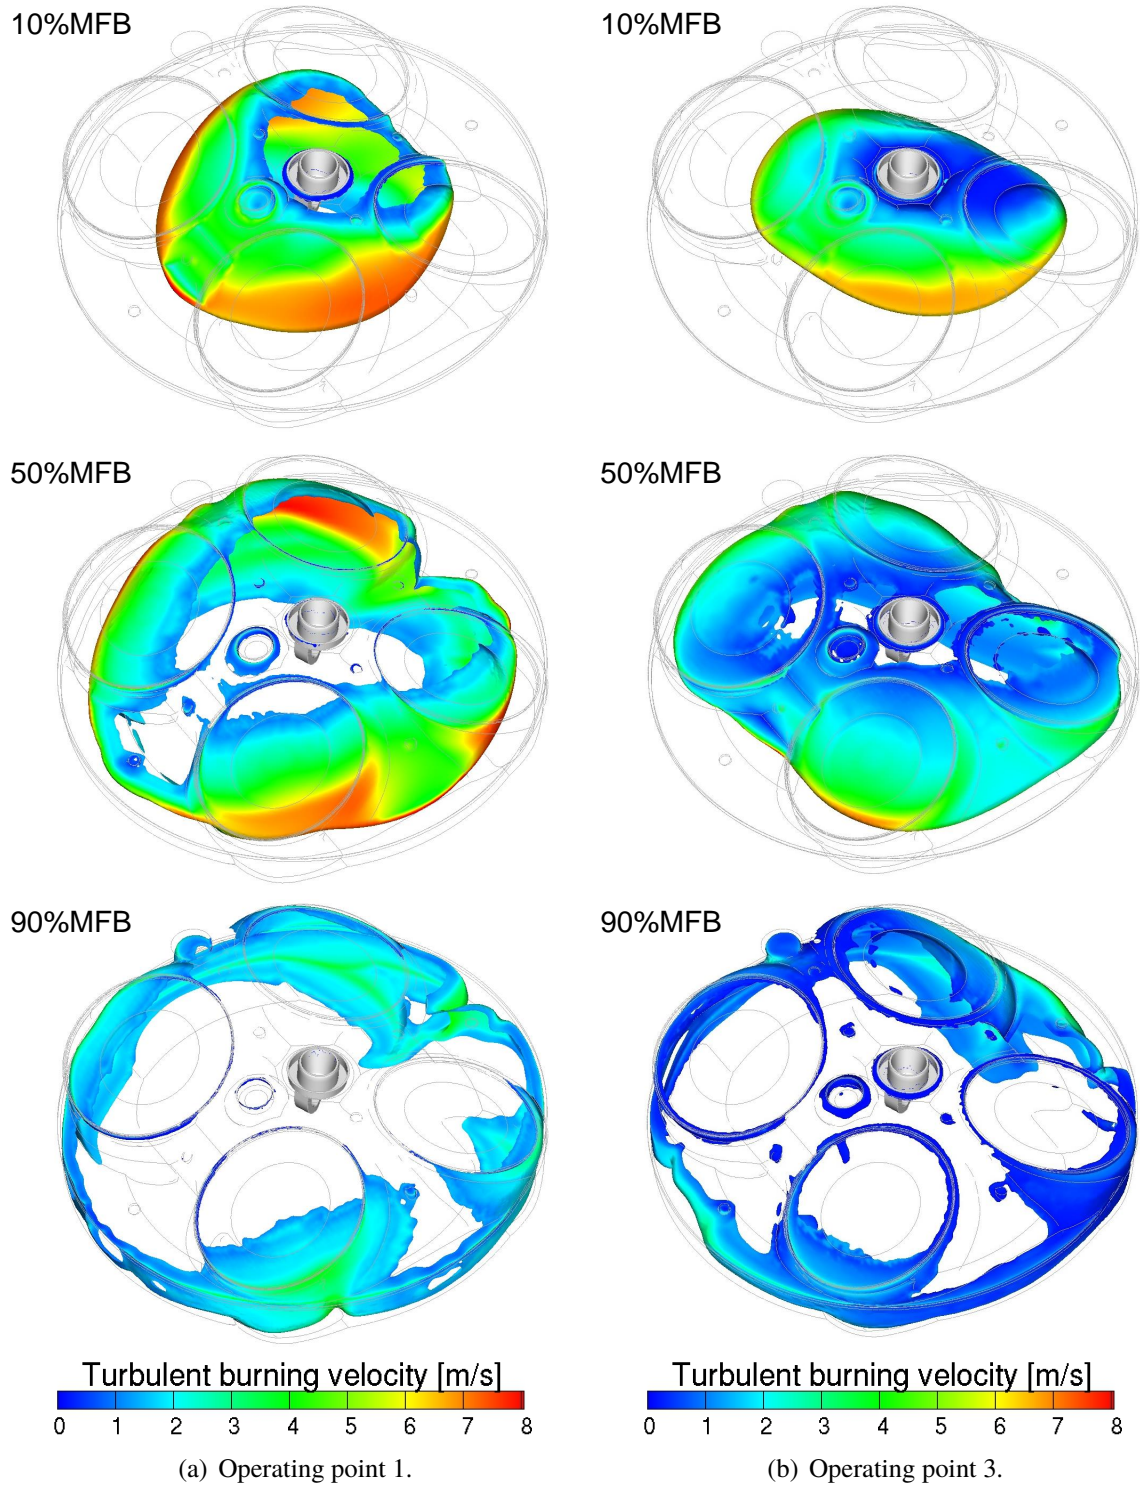 10%MFB
10%MFB
50%MFB
50%MFB
90%MFB
90%MFB
Turbulent burning velocity [m/s]
0 1 2 3 4 5 6 7 8
Turbulent burning velocity [m/s]
0 1 2 3 4 5 6 7 8
(a) Operating point 1.
(b) Operating point 3.